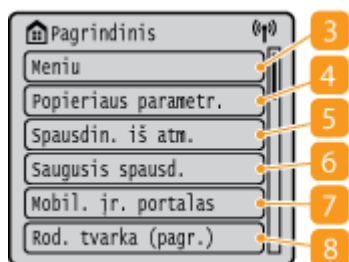 Pagrindinis
3
Meniu
4
Popieriaus parametr.
5
Spausdin. iš atm.
6
Saugusis spausd.
7
Mobil. įr. portalas
8
Rod. tvarka (pagr.)